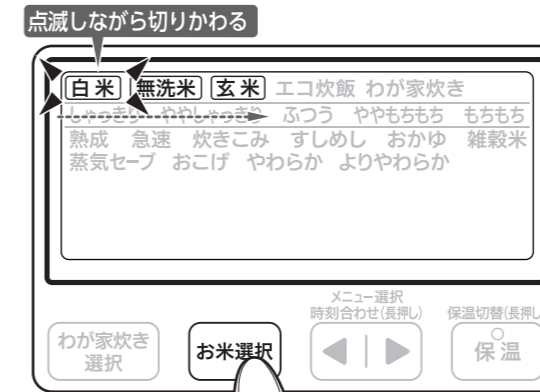 点滅しながら切りかわる
白米 無洗米 玄米 エコ炊飯 わが家炊き
しゃっきり ややしゃっきり ふつう ややもちもち もちもち
熟成 急速 炊きこみ すしめし おかゆ 雑穀米
蒸気セーブ おこげ やわらか よりやわらか
メニュー選択
時刻合わせ(長押し) 保温切替(長押し
わが家炊き
選択
お米選択
保温